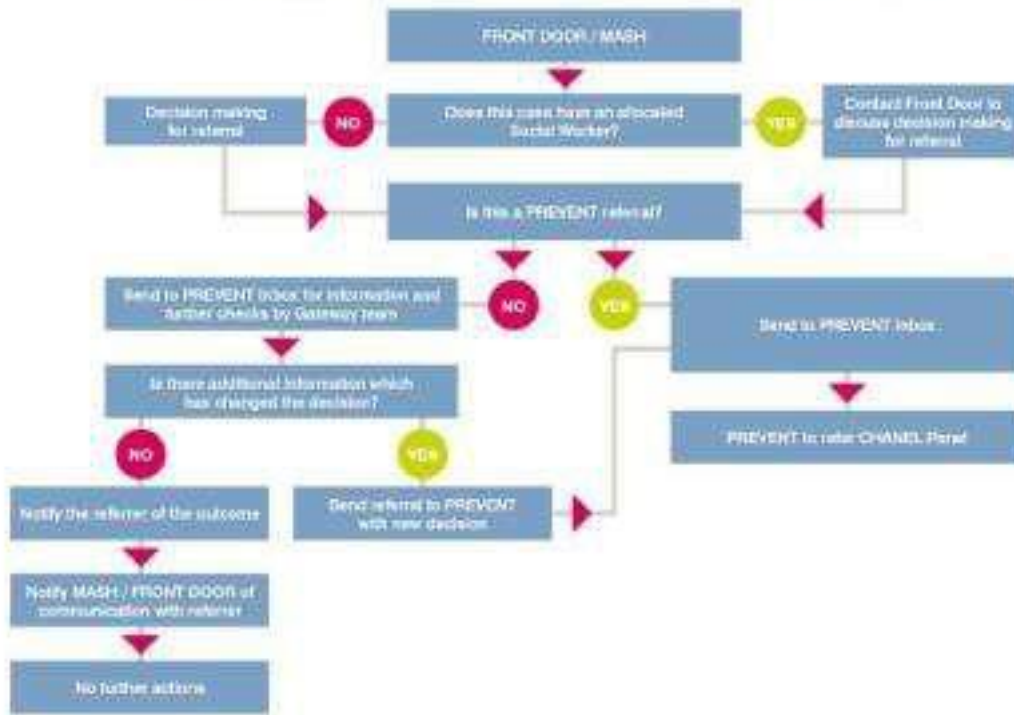 FRONT DOOR / MASH
Decision making
for referral
NO
Does this case have an allocated
Social Worker?
YES
Contact Front Door to
discuss decision making
for referral
Is this a PREVENT referral?
Send to PREVENT Inbox for information and
further checks by Gateway team
NO
YES
Send to PREVENT Inbox
Is there additional information which
has changed the decision?
PREVENT to refer CHANEL Panel
NO
YES
Notify the referrer of the outcome
Send referral to PREVENT
with new decision
Notify MASH / FRONT DOOR of
communication with referrer
No further actions